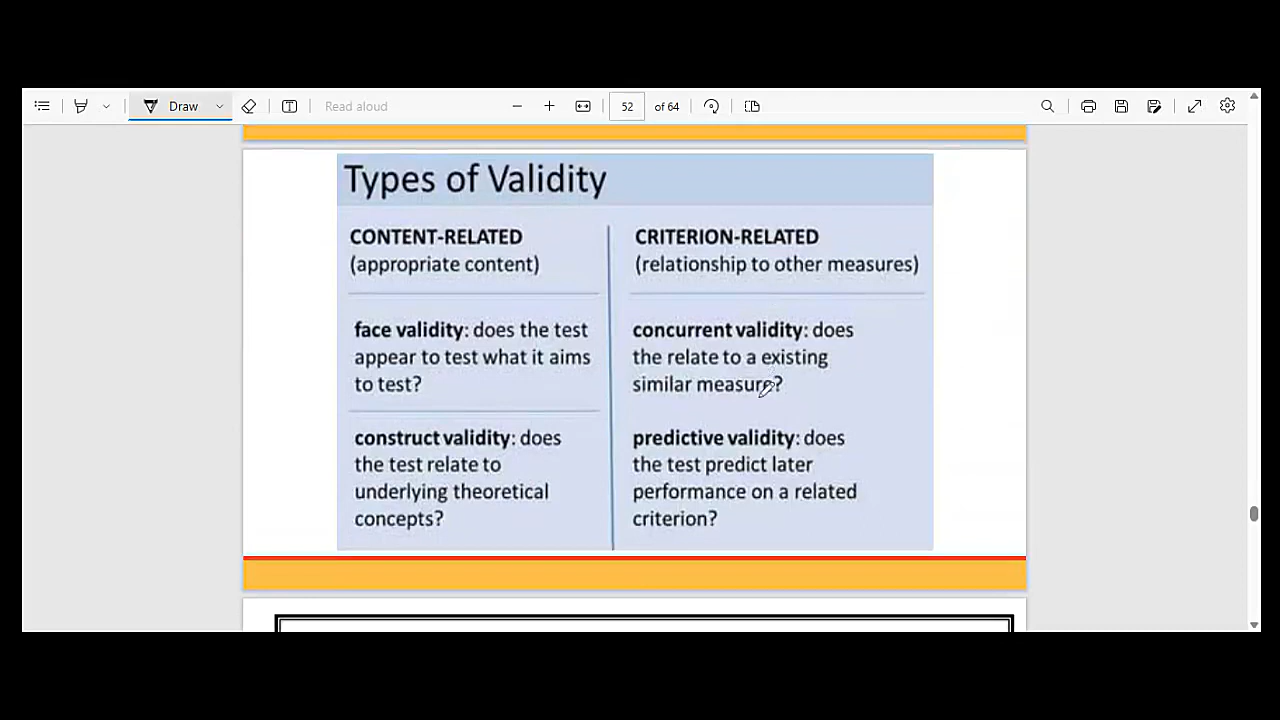 Draw
Read aloud
52 of 64
Types of Validity
CONTENT-RELATED
(appropriate content)
face validity: does the test
appear to test what it aims
to test?
construct validity: does
the test relate to
underlying theoretical
concepts?
CRITERION-RELATED
(relationship to other measures)
concurrent validity: does
the relate to a existing
similar measure?
predictive validity: does
the test predict later
performance on a related
criterion?